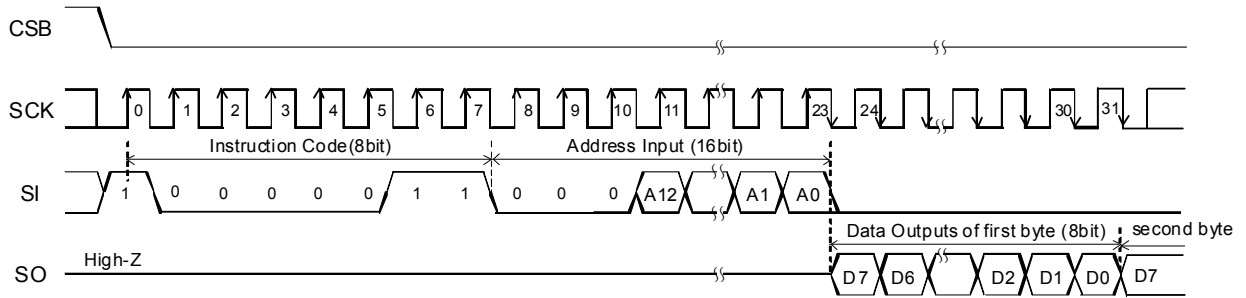 CSB
SCK 0 1 2 3 4 5 6 7 8 9 10 11 23 24 30 31
Instruction Code(8bit) Address Input (16bit)
SI 1 0 0 0 0 0 1 1 0 0 0 A12 A1 A0
Data Outputs of first byte (8bit) second byte
High-Z
SO D7 D6 D2 D1 D0 D7